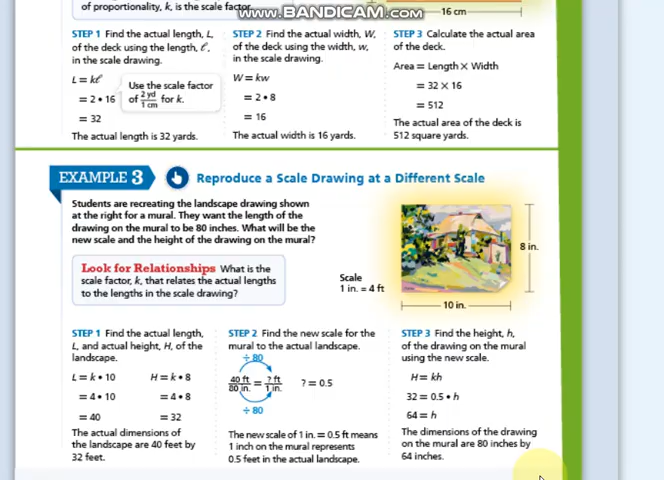 of proportionality, k, is the scale factor.
www.BANDICAM.com
16 cm
STEP 1 Find the actual length, L,
of the deck using the length, ℓ,
in the scale drawing.
L = kℓ
= 2 • 16
= 32
Use the scale factor
of 2 yd/1 cm for k.
The actual length is 32 yards.
STEP 2 Find the actual width, W,
of the deck using the width, w,
in the scale drawing.
W = kw
= 2 • 8
= 16
The actual width is 16 yards.
STEP 3 Calculate the actual area
of the deck.
Area = Length × Width
= 32 × 16
= 512
The actual area of the deck is
512 square yards.
EXAMPLE 3 Reproduce a Scale Drawing at a Different Scale
Students are recreating the landscape drawing shown
at the right for a mural. They want the length of the
drawing on the mural to be 80 inches. What will be the
new scale and the height of the drawing on the mural?
Look for Relationships What is the
scale factor, k, that relates the actual lengths
to the lengths in the scale drawing?
Scale
1 in. = 4 ft
8 in.
10 in.
STEP 1 Find the actual length,
L, and actual height, H, of the
landscape.
L = k • 10 H = k • 8
= 4 • 10 = 4 • 8
= 40 = 32
The actual dimensions of
the landscape are 40 feet by
32 feet.
STEP 2 Find the new scale for the
mural to the actual landscape.
÷ 80
40 ft/80 in. = ? ft/1 in. ? = 0.5
÷ 80
The new scale of 1 in. = 0.5 ft means
1 inch on the mural represents
0.5 feet in the actual landscape.
STEP 3 Find the height, h,
of the drawing on the mural
using the new scale.
H = kh
32 = 0.5 • h
64 = h
The dimensions of the drawing
on the mural are 80 inches by
64 inches.